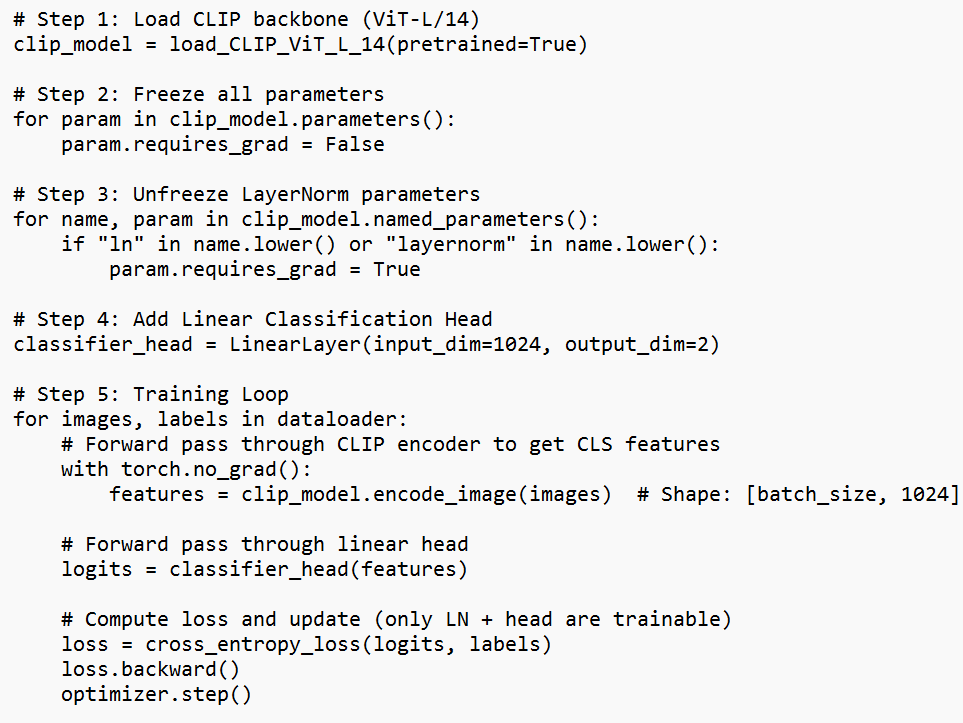 # Step 1: Load CLIP backbone (ViT-L/14)
clip_model = load_CLIP_ViT_L_14(pretrained=True)

# Step 2: Freeze all parameters
for param in clip_model.parameters():
    param.requires_grad = False

# Step 3: Unfreeze LayerNorm parameters
for name, param in clip_model.named_parameters():
    if "ln" in name.lower() or "layernorm" in name.lower():
        param.requires_grad = True

# Step 4: Add Linear Classification Head
classifier_head = LinearLayer(input_dim=1024, output_dim=2)

# Step 5: Training Loop
for images, labels in dataloader:
    # Forward pass through CLIP encoder to get CLS features
    with torch.no_grad():
        features = clip_model.encode_image(images)  # Shape: [batch_size, 1024]

    # Forward pass through linear head
    logits = classifier_head(features)

    # Compute loss and update (only LN + head are trainable)
    loss = cross_entropy_loss(logits, labels)
    loss.backward()
    optimizer.step()